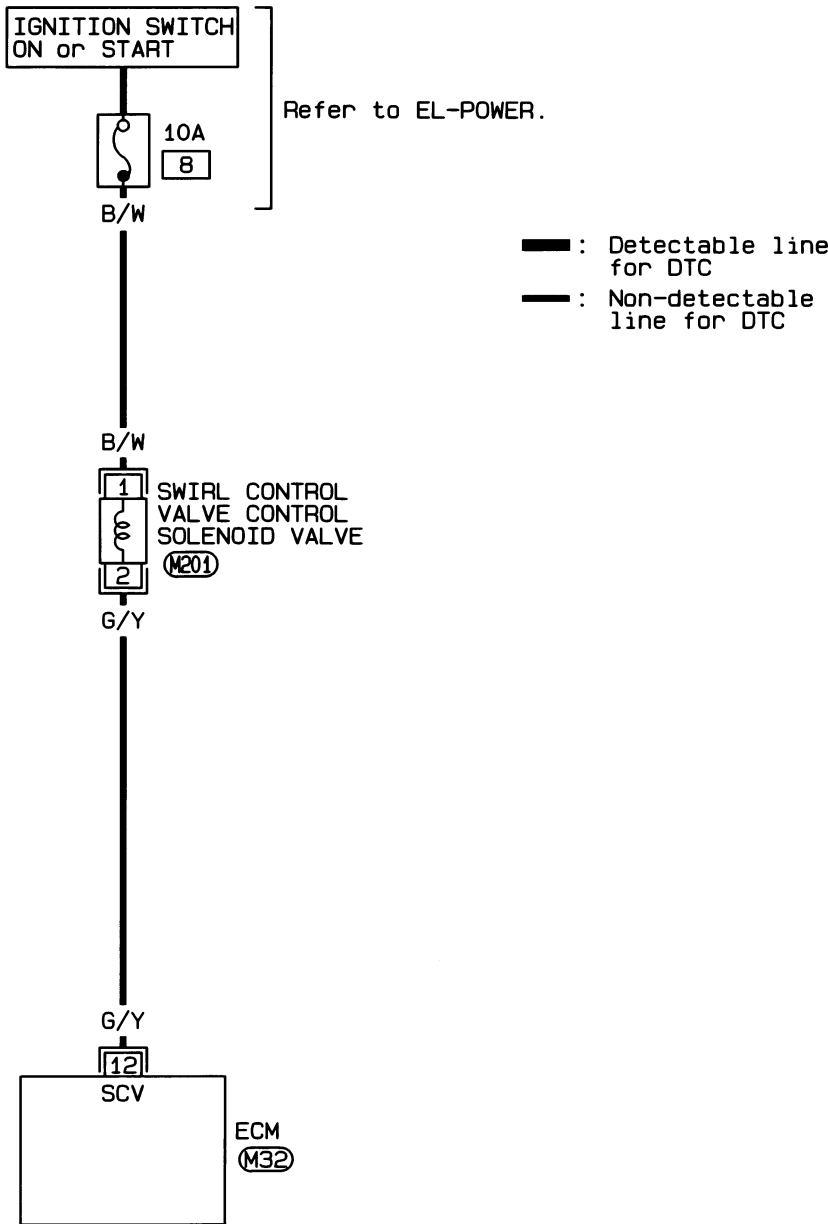 IGNITION SWITCH
ON or START
Refer to EL-POWER.
10A
8
B/W
: Detectable line
for DTC
: Non-detectable
line for DTC
B/W
1
SWIRL CONTROL
VALVE CONTROL
SOLENOID VALVE
M201
2
G/Y
G/Y
12
SCV
ECM
M32